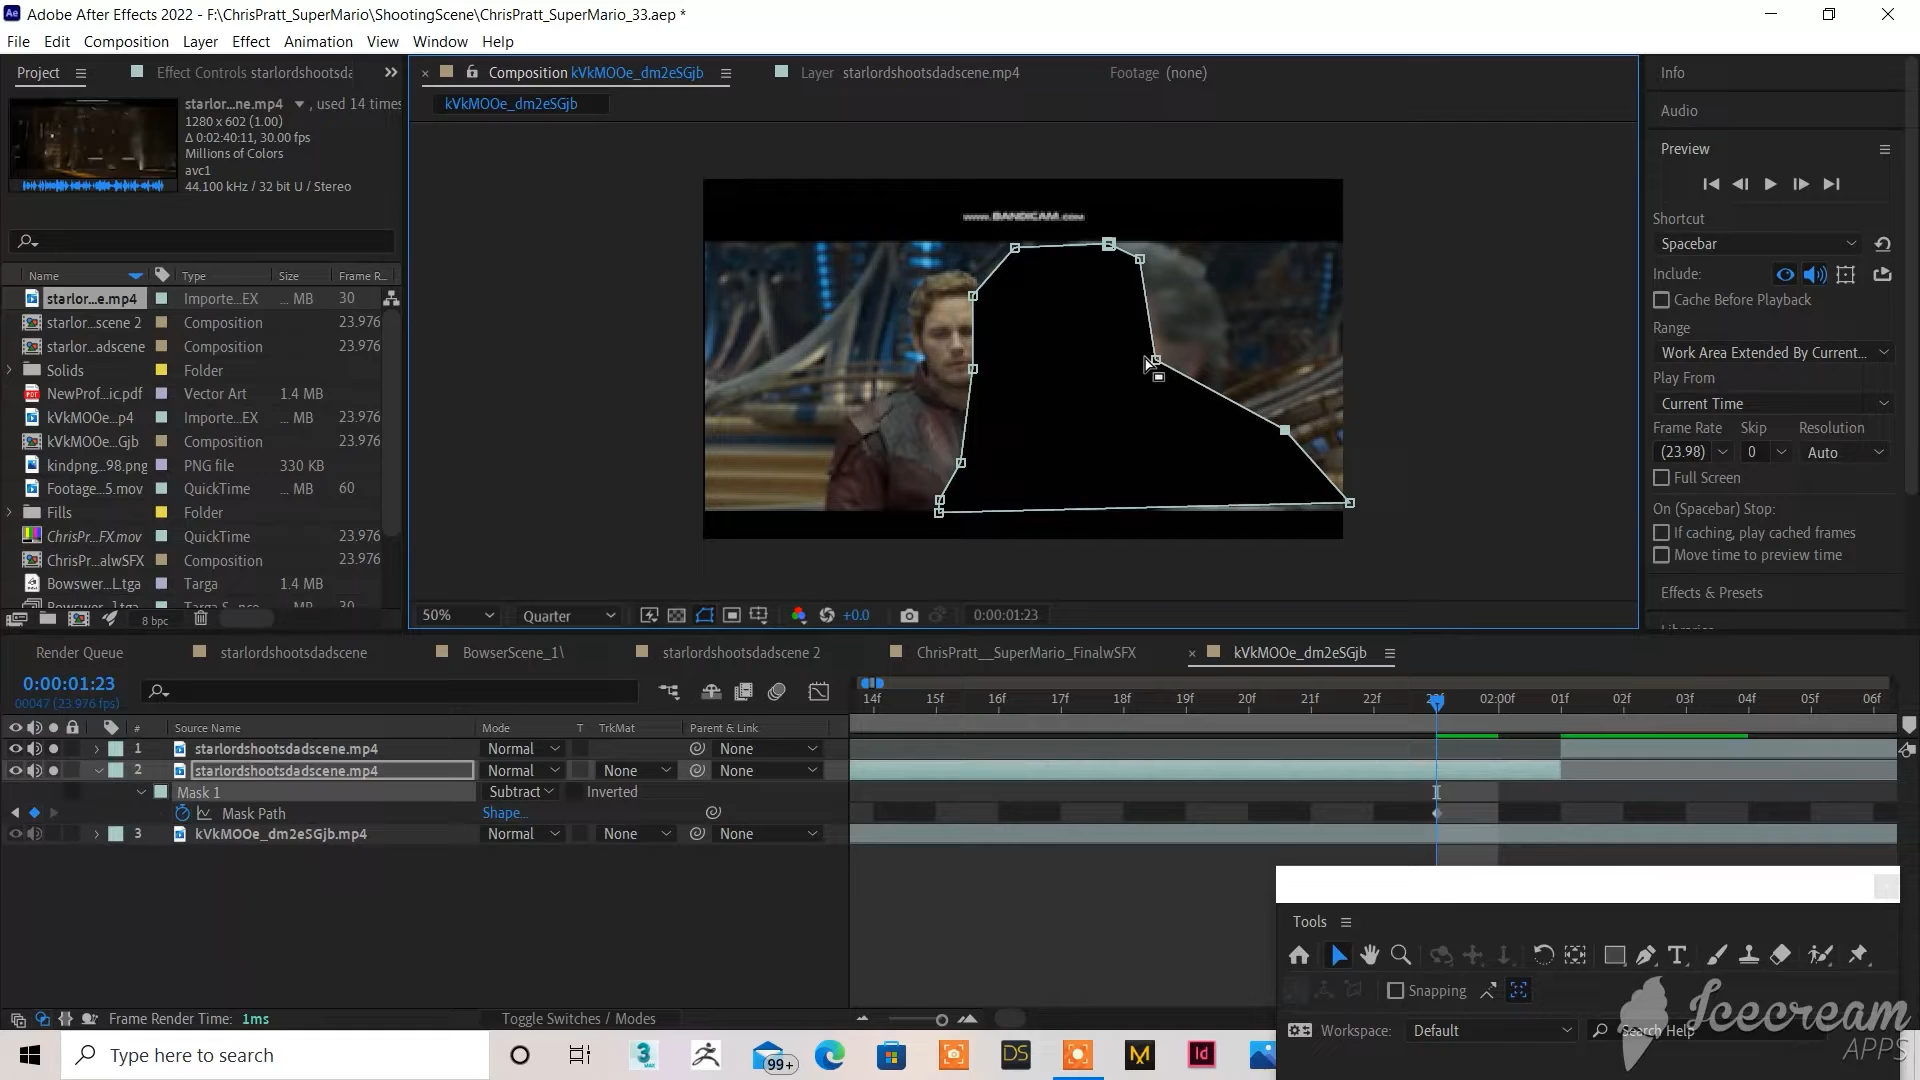 Adobe After Effects 2022 - F:\ChrisPratt_SuperMario\ShootingScene\ChrisPratt_SuperMario_33.aep *
File Edit Composition Layer Effect Animation View Window Help
Project Effect Controls starlordshootsda
Composition kVkMOOe_dm2eSGjb Layer starlordshootsdadscene.mp4 Footage (none)
kVkMOOe_dm2eSGjb
starlor...ne.mp4 , used 14 times
1280 x 602 (1.00)
Δ 0:02:40:11, 30.00 fps
Millions of Colors
avc1
44.100 kHz / 32 bit U / Stereo
Name Type Size Frame R...
starlor...e.mp4 Importe...EX ... MB 30
starlor...scene 2 Composition 23.976
starlor...adscene Composition 23.976
Solids Folder
NewProf...ic.pdf Vector Art 1.4 MB
kVkMOOe...p4 Importe...EX ... MB 23.976
kVkMOOe...Gjb Composition 23.976
kindpng...98.png PNG file 330 KB
Footage...5.mov QuickTime ... MB 60
Fills Folder
ChrisPr...FX.mov QuickTime ... MB 23.976
ChrisPr...alwSFX Composition 23.976
Bowswer...L.tga Targa 1.4 MB
8 bpc
www.BANDICAM.com
50% Quarter +0.0 0:00:01:23
Info
Audio
Preview
Shortcut
Spacebar
Include:
Cache Before Playback
Range
Work Area Extended By Current...
Play From
Current Time
Frame Rate Skip Resolution
(23.98) 0 Auto
Full Screen
On (Spacebar) Stop:
If caching, play cached frames
Move time to preview time
Effects & Presets
Render Queue starlordshootsdadscene BowserScene_1\ starlordshootsdadscene 2 ChrisPratt__SuperMario_FinalwSFX kVkMOOe_dm2eSGjb
0:00:01:23
00047 (23.976 fps)
14f 15f 16f 17f 18f 19f 20f 21f 22f 23f 02:00f 01f 02f 03f 04f 05f 06f
# Source Name Mode T TrkMat Parent & Link
1 starlordshootsdadscene.mp4 Normal None
2 starlordshootsdadscene.mp4 Normal None None
Mask 1 Subtract Inverted
Mask Path Shape...
3 kVkMOOe_dm2eSGjb.mp4 Normal None None
Tools
Snapping
Workspace: Default Search Help
Icecream
APPS
Frame Render Time: 1ms Toggle Switches / Modes
Type here to search
3
MAX
99+
DS
M
Id